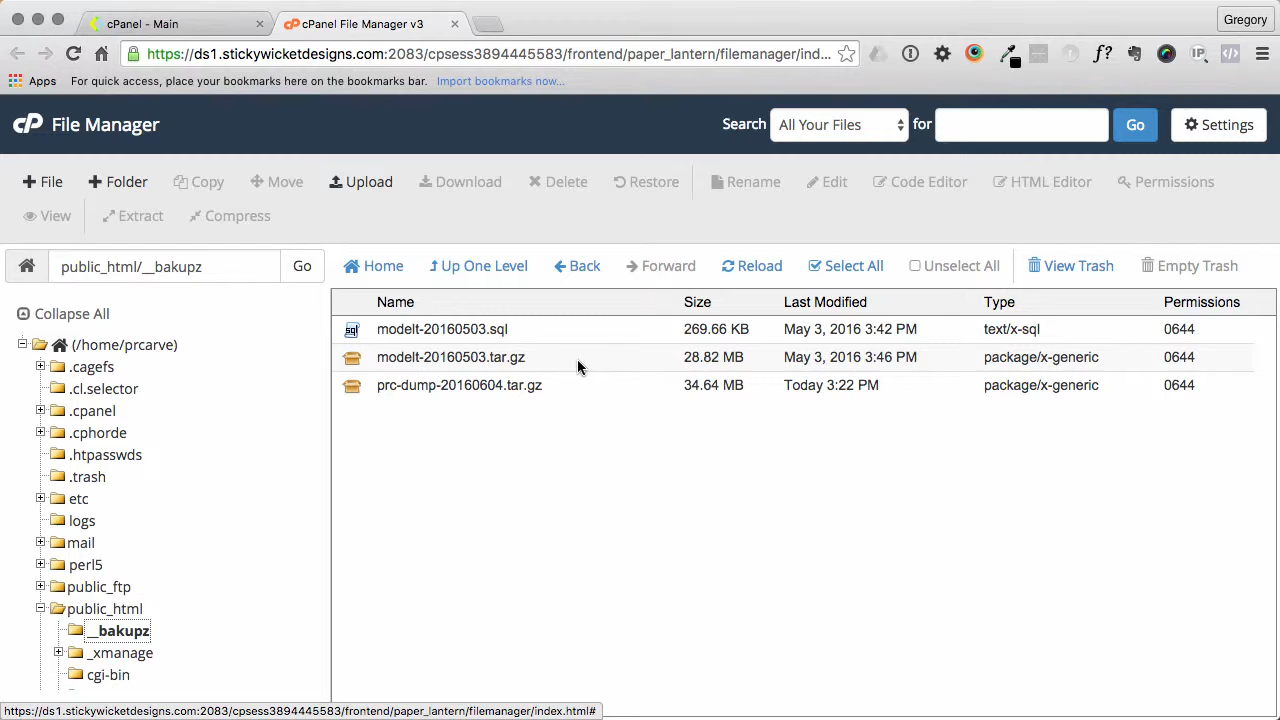 cPanel - Main
cPanel File Manager v3
Gregory
https://ds1.stickywicketdesigns.com:2083/cpsess3894445583/frontend/paper_lantern/filemanager/ind...
Apps For quick access, place your bookmarks here on the bookmarks bar. Import bookmarks now...
cP File Manager
Search All Your Files for Go Settings
File Folder Copy Move Upload Download Delete Restore Rename Edit Code Editor HTML Editor Permissions
View Extract Compress
public_html/__bakupz Go
Home Up One Level Back Forward Reload Select All Unselect All View Trash Empty Trash
Collapse All
(/home/prcarve)
.cagefs
.cl.selector
.cpanel
.cphorde
.htpasswds
.trash
etc
logs
mail
perl5
public_ftp
public_html
__bakupz
_xmanage
cgi-bin
Name Size Last Modified Type Permissions
modelt-20160503.sql 269.66 KB May 3, 2016 3:42 PM text/x-sql 0644
modelt-20160503.tar.gz 28.82 MB May 3, 2016 3:46 PM package/x-generic 0644
prc-dump-20160604.tar.gz 34.64 MB Today 3:22 PM package/x-generic 0644
https://ds1.stickywicketdesigns.com:2083/cpsess3894445583/frontend/paper_lantern/filemanager/index.html#